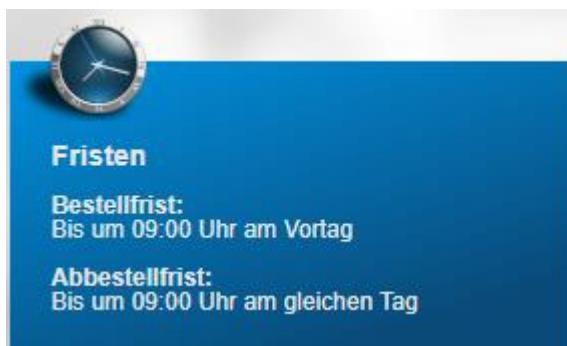 Fristen
Bestellfrist:
Bis um 09:00 Uhr am Vortag
Abbestellfrist:
Bis um 09:00 Uhr am gleichen Tag